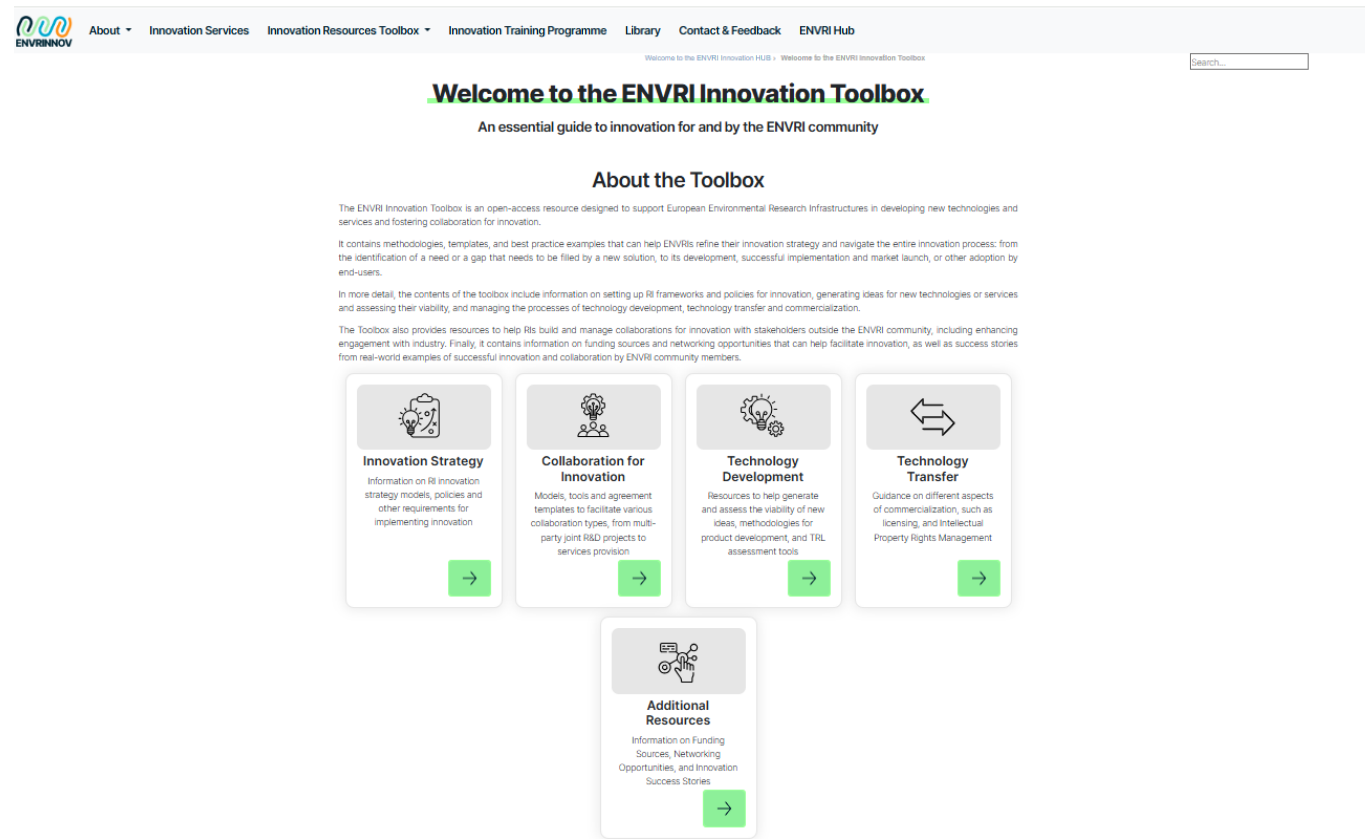 ENVRINNOV
About Innovation Services Innovation Resources Toolbox Innovation Training Programme Library Contact & Feedback ENVRI Hub
Welcome to the ENVRI Innovation HUB › Welcome to the ENVRI Innovation Toolbox
Search...
Welcome to the ENVRI Innovation Toolbox
An essential guide to innovation for and by the ENVRI community
About the Toolbox
The ENVRI Innovation Toolbox is an open-access resource designed to support European Environmental Research Infrastructures in developing new technologies and
services and fostering collaboration for innovation.
It contains methodologies, templates, and best practice examples that can help ENVRIs refine their innovation strategy and navigate the entire innovation process: from
the identification of a need or a gap that needs to be filled by a new solution, to its development, successful implementation and market launch, or other adoption by
end-users.
In more detail, the contents of the toolbox include information on setting up RI frameworks and policies for innovation, generating ideas for new technologies or services
and assessing their viability, and managing the processes of technology development, technology transfer and commercialization.
The Toolbox also provides resources to help RIs build and manage collaborations for innovation with stakeholders outside the ENVRI community, including enhancing
engagement with industry. Finally, it contains information on funding sources and networking opportunities that can help facilitate innovation, as well as success stories
from real-world examples of successful innovation and collaboration by ENVRI community members.
Innovation Strategy
Information on RI innovation
strategy models, policies and
other requirements for
implementing innovation
Collaboration for
Innovation
Models, tools and agreement
templates to facilitate various
collaboration types, from multi-
party joint R&D projects to
services provision
Technology
Development
Resources to help generate
and assess the viability of new
ideas, methodologies for
product development, and TRL
assessment tools
Technology
Transfer
Guidance on different aspects
of commercialization, such as
licensing, and Intellectual
Property Rights Management
Additional
Resources
Information on Funding
Sources, Networking
Opportunities, and Innovation
Success Stories